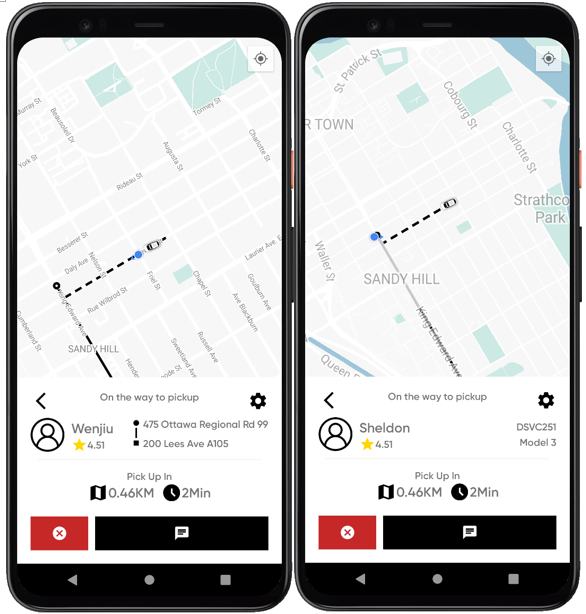 Murray St
Beausoleil Dr
Tormey St
York St
Augusta St
Charlotte St
Rideau St
Besserer St
Daly Ave
Nelson St
Laurier Ave. E
Friel St
Chapel St
Goulburn Ave
Rue Wilbrod St
Ave Blackburn
Cumberland St
King Edward Ave
Russell Ave
SANDY HILL
Sweetland Ave
On the way to pickup
Wenjiu
4.51
475 Ottawa Regional Rd 99
200 Lees Ave A105
Pick Up In
0.46KM
2Min
St. Patrick St
Cobourg St
R TOWN
Charlotte St
Strathco
Park
Waller St
SANDY HILL
King Edward Ave
Queen E
On the way to pickup
Sheldon
4.51
DSVC251
Model 3
Pick Up In
0.46KM
2Min